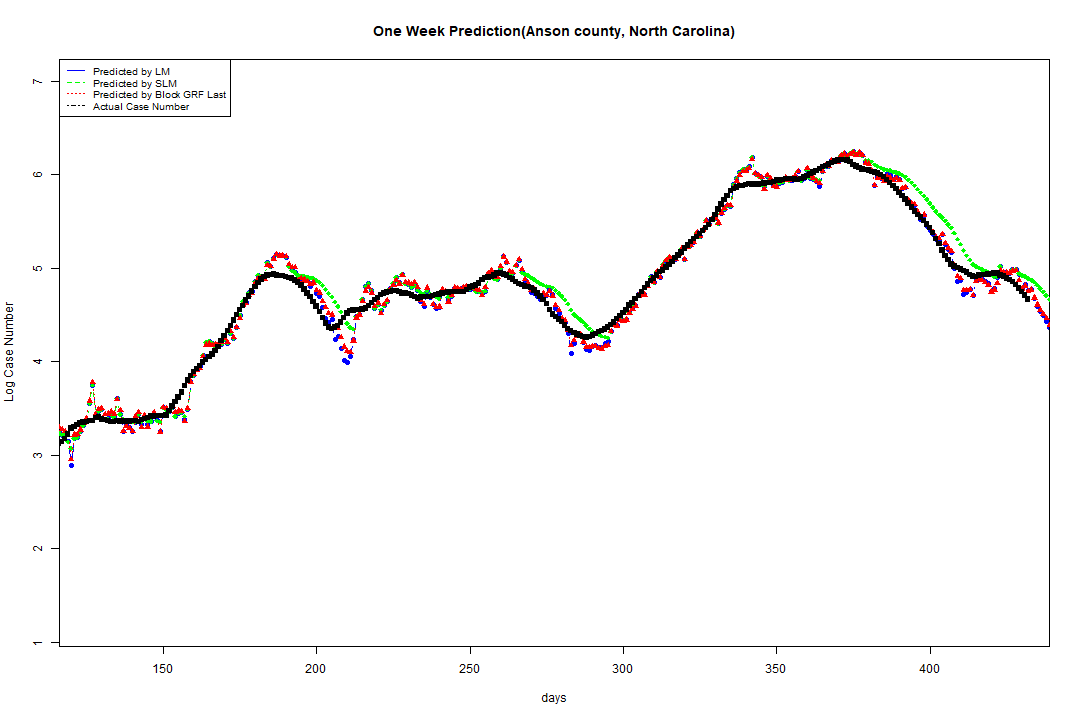 One Week Prediction(Anson county, North Carolina)
7
Predicted by LM
Predicted by SLM
Predicted by Block GRF Last
Actual Case Number
6
5
4
3
2
1
Log Case Number
150 200 250 300 350 400
days